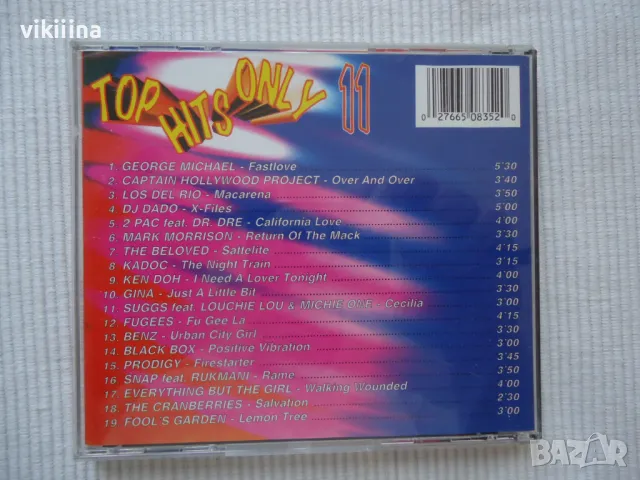 © vikiiina
TOP HITS ONLY 11
0 27665 08352 0
1. GEORGE MICHAEL - Fastlove 5'30
2. CAPTAIN HOLLYWOOD PROJECT - Over And Over 3'40
3. LOS DEL RIO - Macarena 3'50
4. DJ DADO - X-Files 5'00
5. 2 PAC feat. DR. DRE - California Love 4'00
6. MARK MORRISON - Return Of The Mack 3'30
7. THE BELOVED - Sattelite 4'15
8. KADOC - The Night Train 4'15
9. KEN DOH - I Need A Lover Tonight 4'00
10. GINA - Just A Little Bit 3'30
11. SUGGS feat. LOUCHIE LOU & MICHIE ONE - Cecilia 4'00
12. FUGEES - Fu Gee La 4'15
13. BENZ - Urban City Girl 3'30
14. BLACK BOX - Positive Vibration 3'00
15. PRODIGY - Firestarter 3'45
16. SNAP feat. RUKMANI - Rame 3'50
17. EVERYTHING BUT THE GIRL - Walking Wounded 4'00
18. THE CRANBERRIES - Salvation 2'30
19. FOOL'S GARDEN - Lemon Tree 3'00
BAZAR